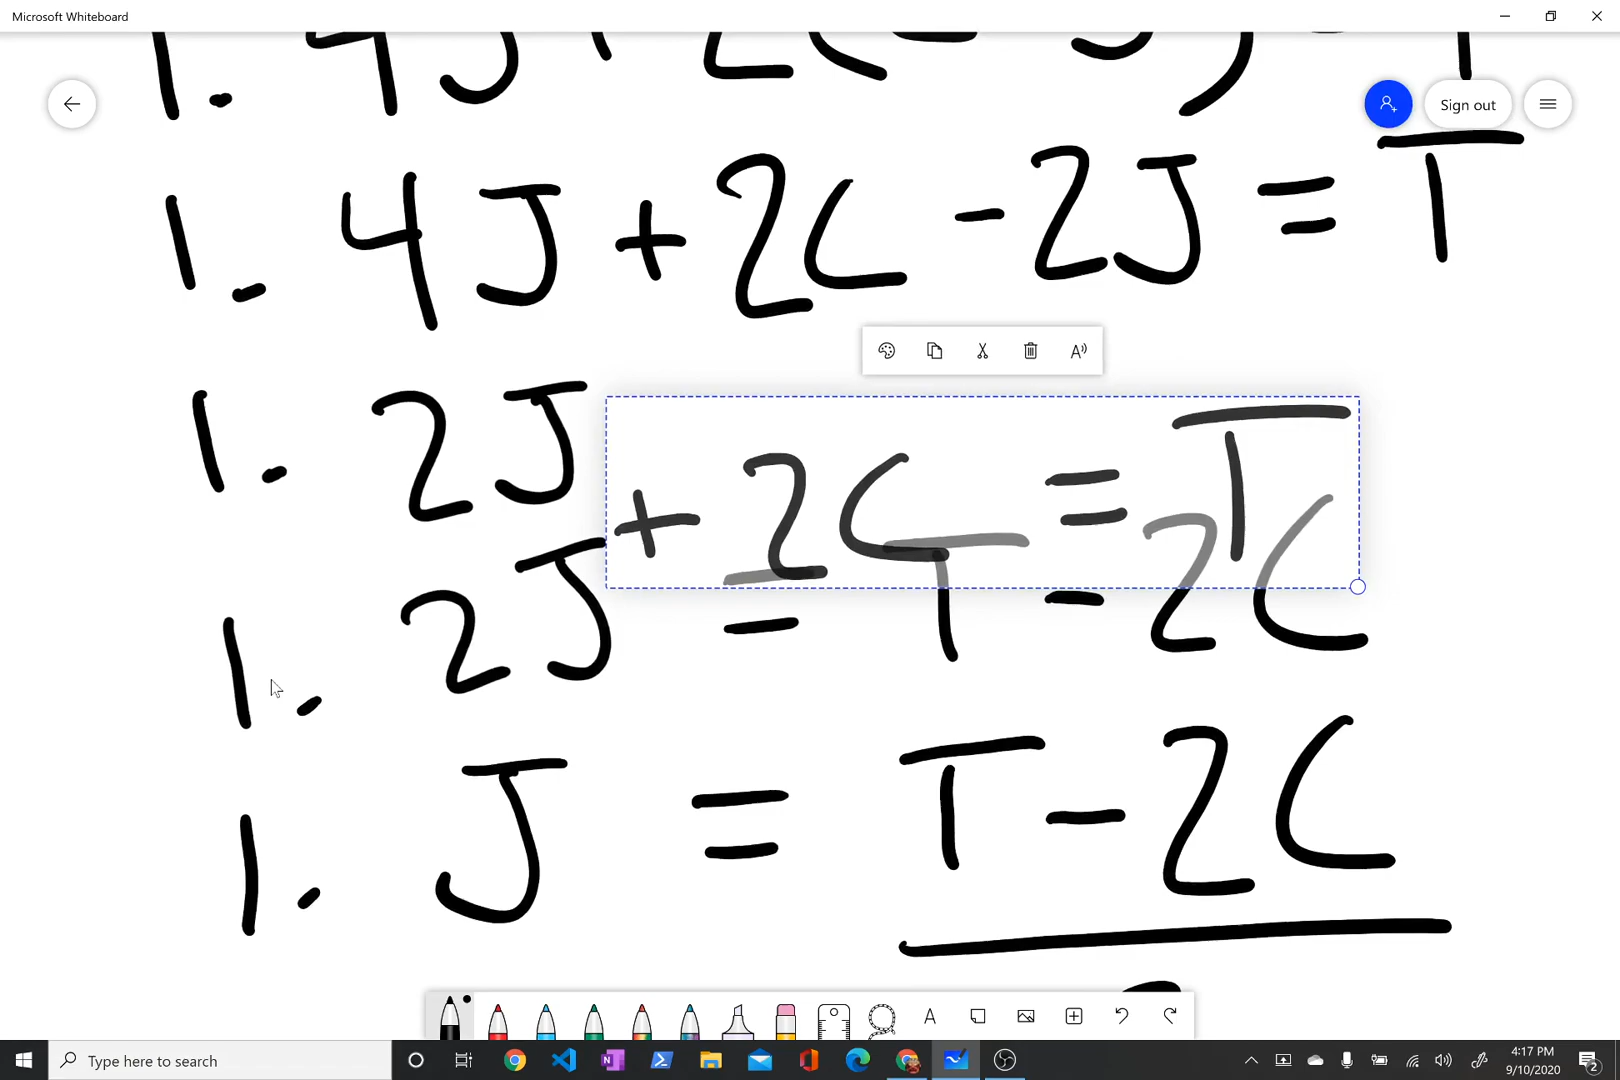 Microsoft Whiteboard
Sign out
1. 4J + 2C - 2J = T
1. 2J + 2C = T
1. 2J = T - 2C
1. J = T - 2C
A
Type here to search
4:17 PM
9/10/2020
2